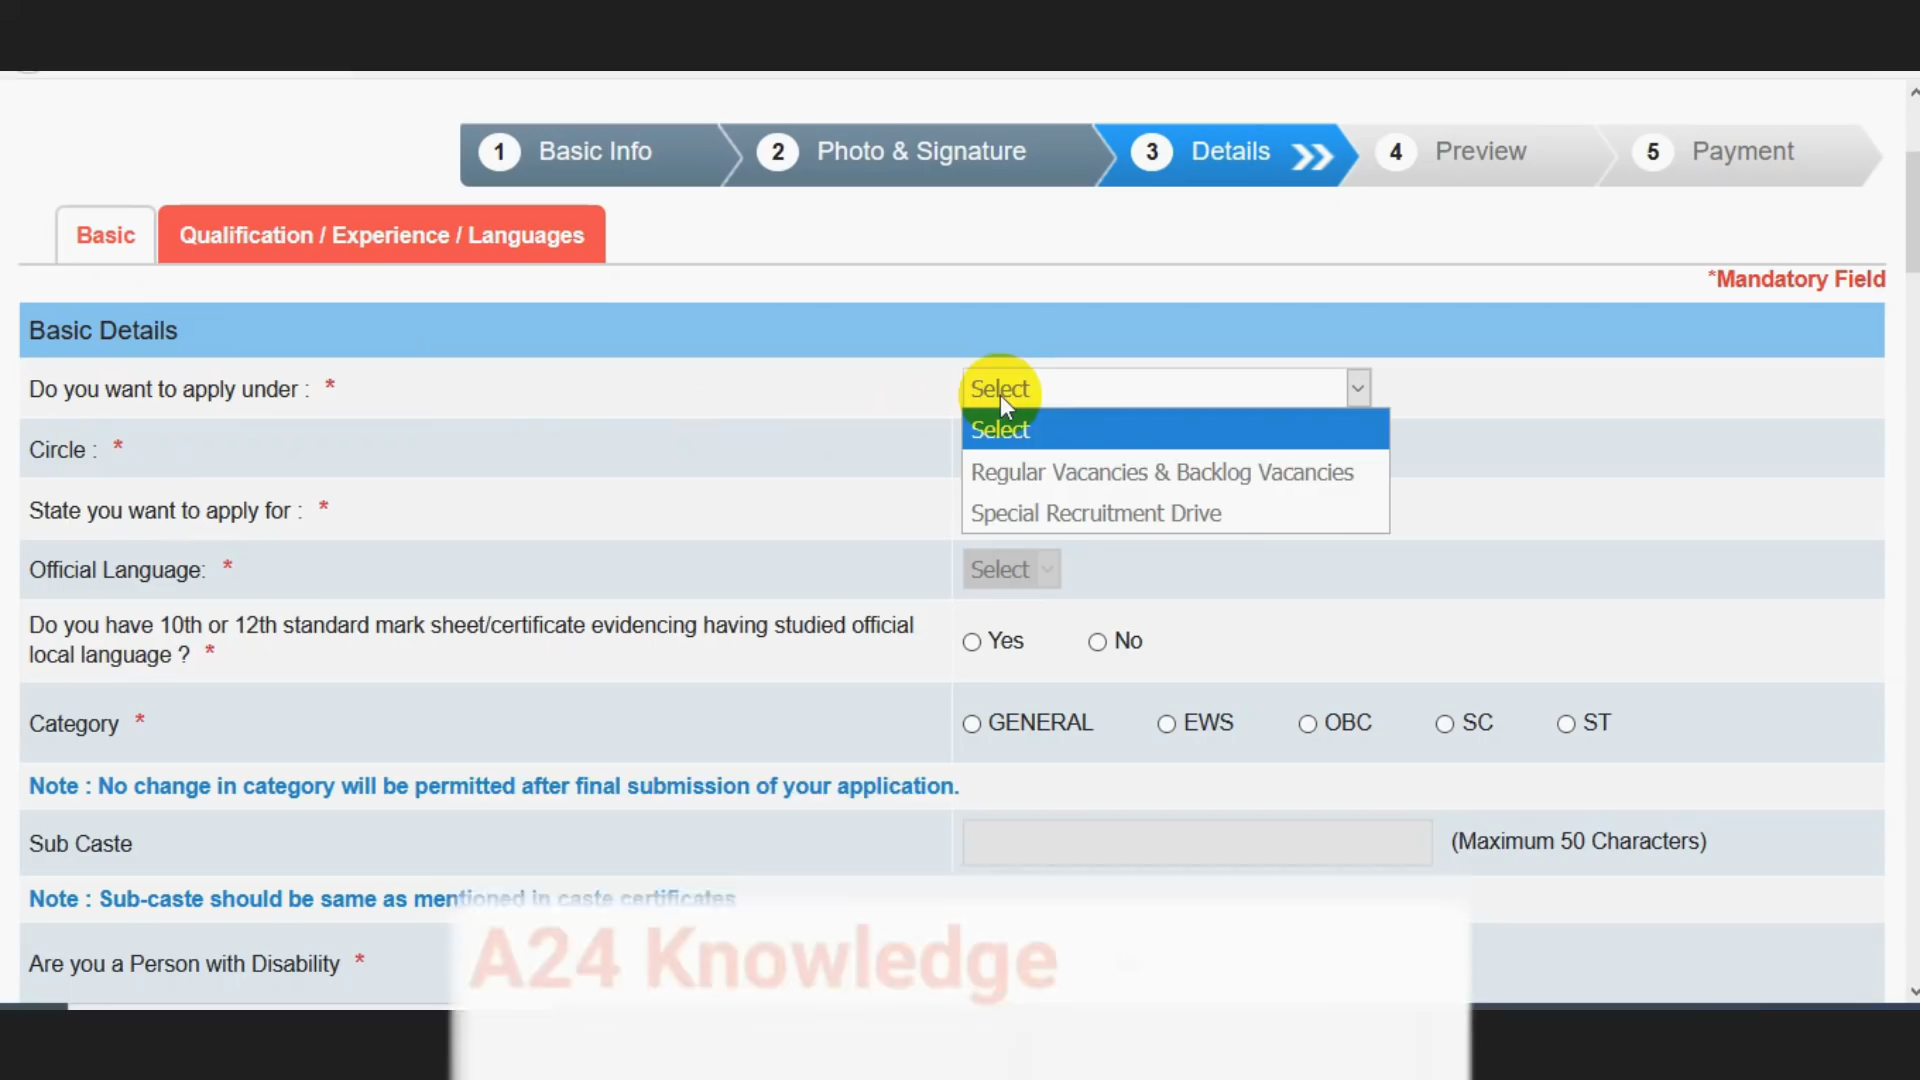 1 Basic Info 2 Photo & Signature 3 Details 4 Preview 5 Payment
Basic Qualification / Experience / Languages
*Mandatory Field
Basic Details
Do you want to apply under : * Select
Select
Circle : *
Regular Vacancies & Backlog Vacancies
State you want to apply for : * Special Recruitment Drive
Official Language: * Select
Do you have 10th or 12th standard mark sheet/certificate evidencing having studied official
local language ? * Yes No
Category * GENERAL EWS OBC SC ST
Note : No change in category will be permitted after final submission of your application.
Sub Caste (Maximum 50 Characters)
Note : Sub-caste should be same as mentioned in caste certificates
Are you a Person with Disability *
A24 Knowledge